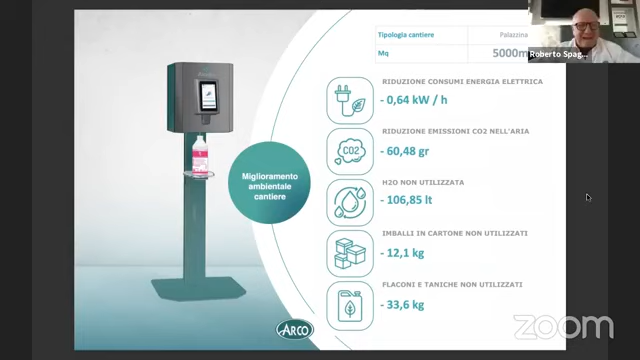 Tipologia cantiere
Palazzina
Mq
5000m
Roberto Spag...
RIDUZIONE CONSUMI ENERGIA ELETTRICA
- 0,64 kW / h
RIDUZIONE EMISSIONI CO2 NELL'ARIA
CO2
- 60,48 gr
Miglioramento
ambientale
cantiere
H2O NON UTILIZZATA
- 106,85 lt
IMBALLI IN CARTONE NON UTILIZZATI
- 12,1 kg
FLACONI E TANICHE NON UTILIZZATI
- 33,6 kg
ARCO
zoom